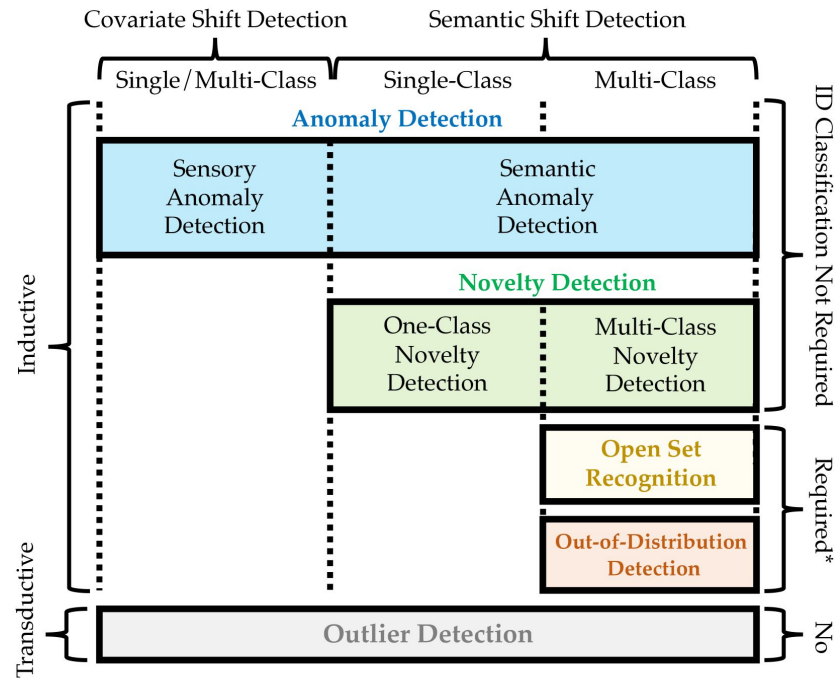 Covariate Shift Detection
Semantic Shift Detection
Single/Multi-Class
Single-Class
Multi-Class
Anomaly Detection
Sensory
Anomaly
Detection
Semantic
Anomaly
Detection
Novelty Detection
One-Class
Novelty
Detection
Multi-Class
Novelty
Detection
Open Set
Recognition
Out-of-Distribution
Detection
Outlier Detection
Inductive
Transductive
ID Classification Not Required
Required*
No